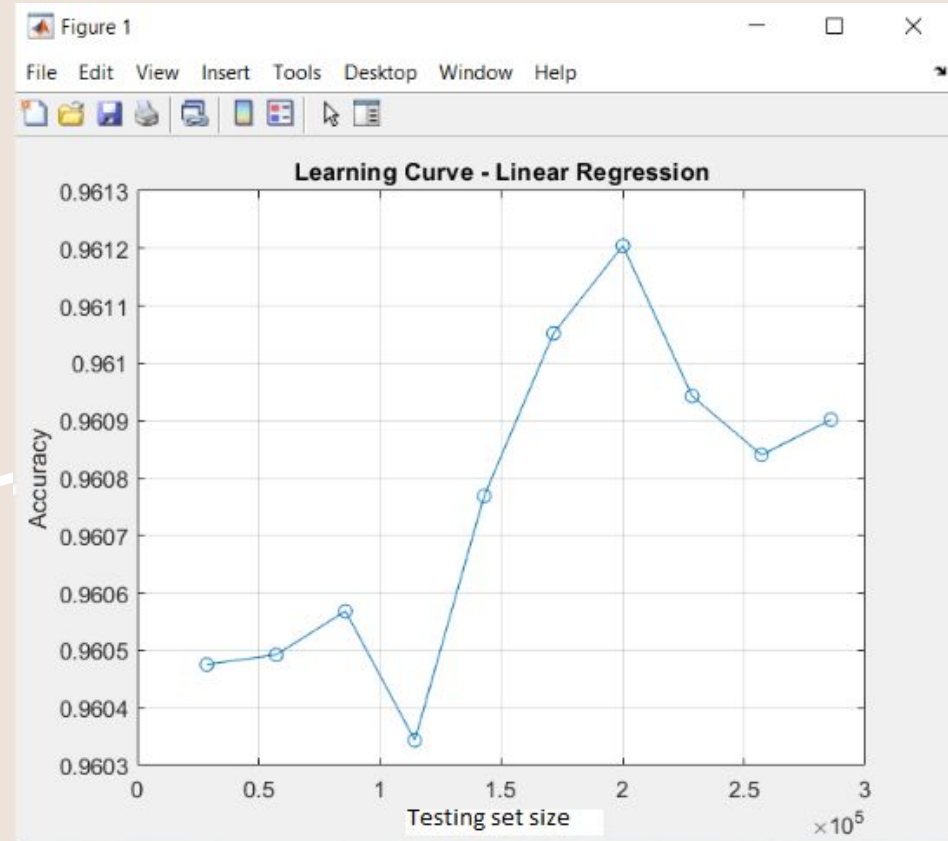 Figure 1
File Edit View Insert Tools Desktop Window Help
Learning Curve - Linear Regression
0.9613
0.9612
0.9611
0.961
0.9609
0.9608
0.9607
0.9606
0.9605
0.9604
0.9603
Accuracy
0 0.5 1 1.5 2 2.5 3
Testing set size
×10⁵